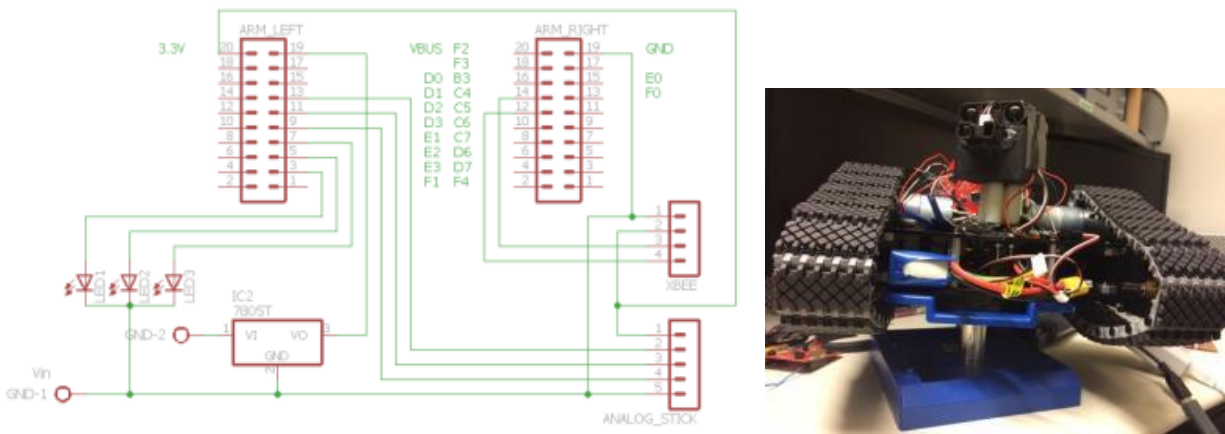 ARM_LEFT
3.3V
20 19
18 17
16 15
14 13
12 11
10 9
8 7
6 5
4 3
2 1
ARM_RIGHT
VBUS F2 20 19 GND
F3 18 17
D0 B3 16 15 E0
D1 C4 14 13 F0
D2 C5 12 11
D3 C6 10 9
E1 C7 8 7
E2 D6 6 5
E3 D7 4 3
F1 F4 2 1
1
2
3
4
XBEE
LED1
LED2
LED3
IC2
7805T
GND-2 1 VI VO 3
GND
2
Vin
GND-1
1
2
3
4
5
ANALOG_STICK